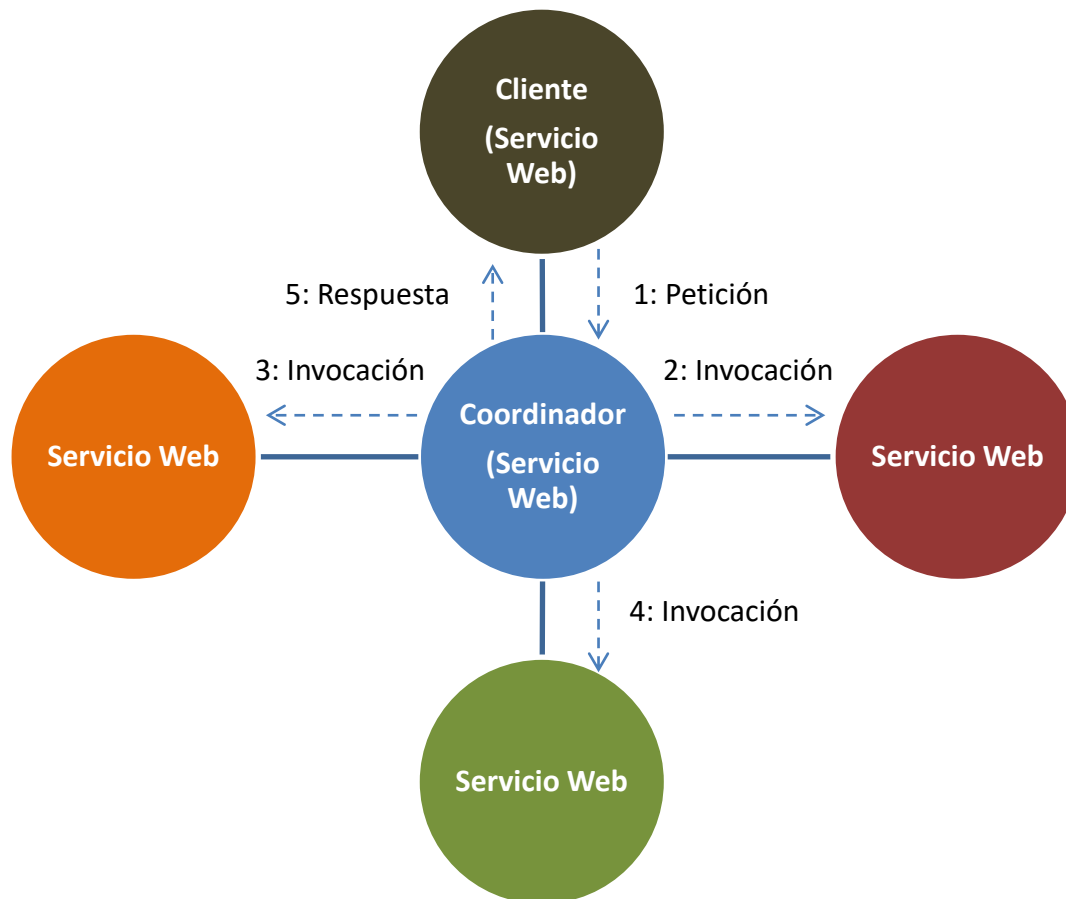 Cliente
(Servicio
Web)
5: Respuesta
1: Petición
3: Invocación
2: Invocación
Servicio Web
Coordinador
(Servicio
Web)
Servicio Web
4: Invocación
Servicio Web